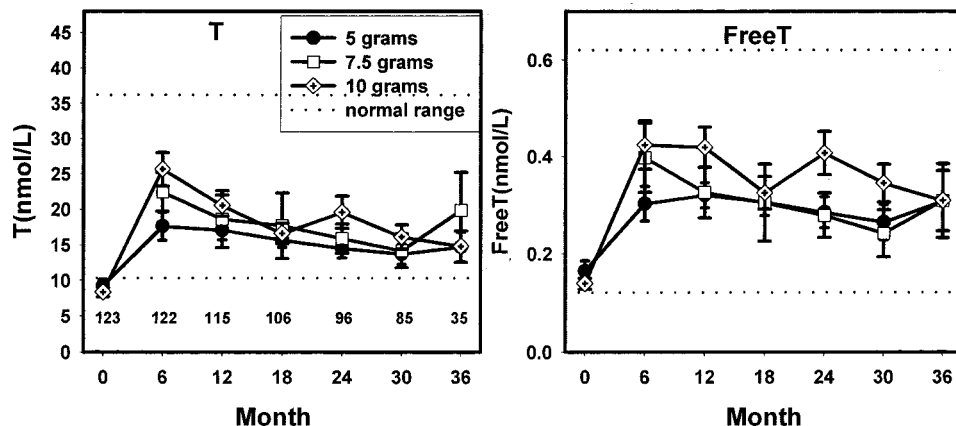 T
5 grams
7.5 grams
10 grams
normal range
T(nmol/L)
45
40
35
30
25
20
15
10
5
0
123 122 115 106 96 85 35
0 6 12 18 24 30 36
Month
FreeT
FreeT(nmol/L)
0.6
0.4
0.2
0.0
0 6 12 18 24 30 36
Month